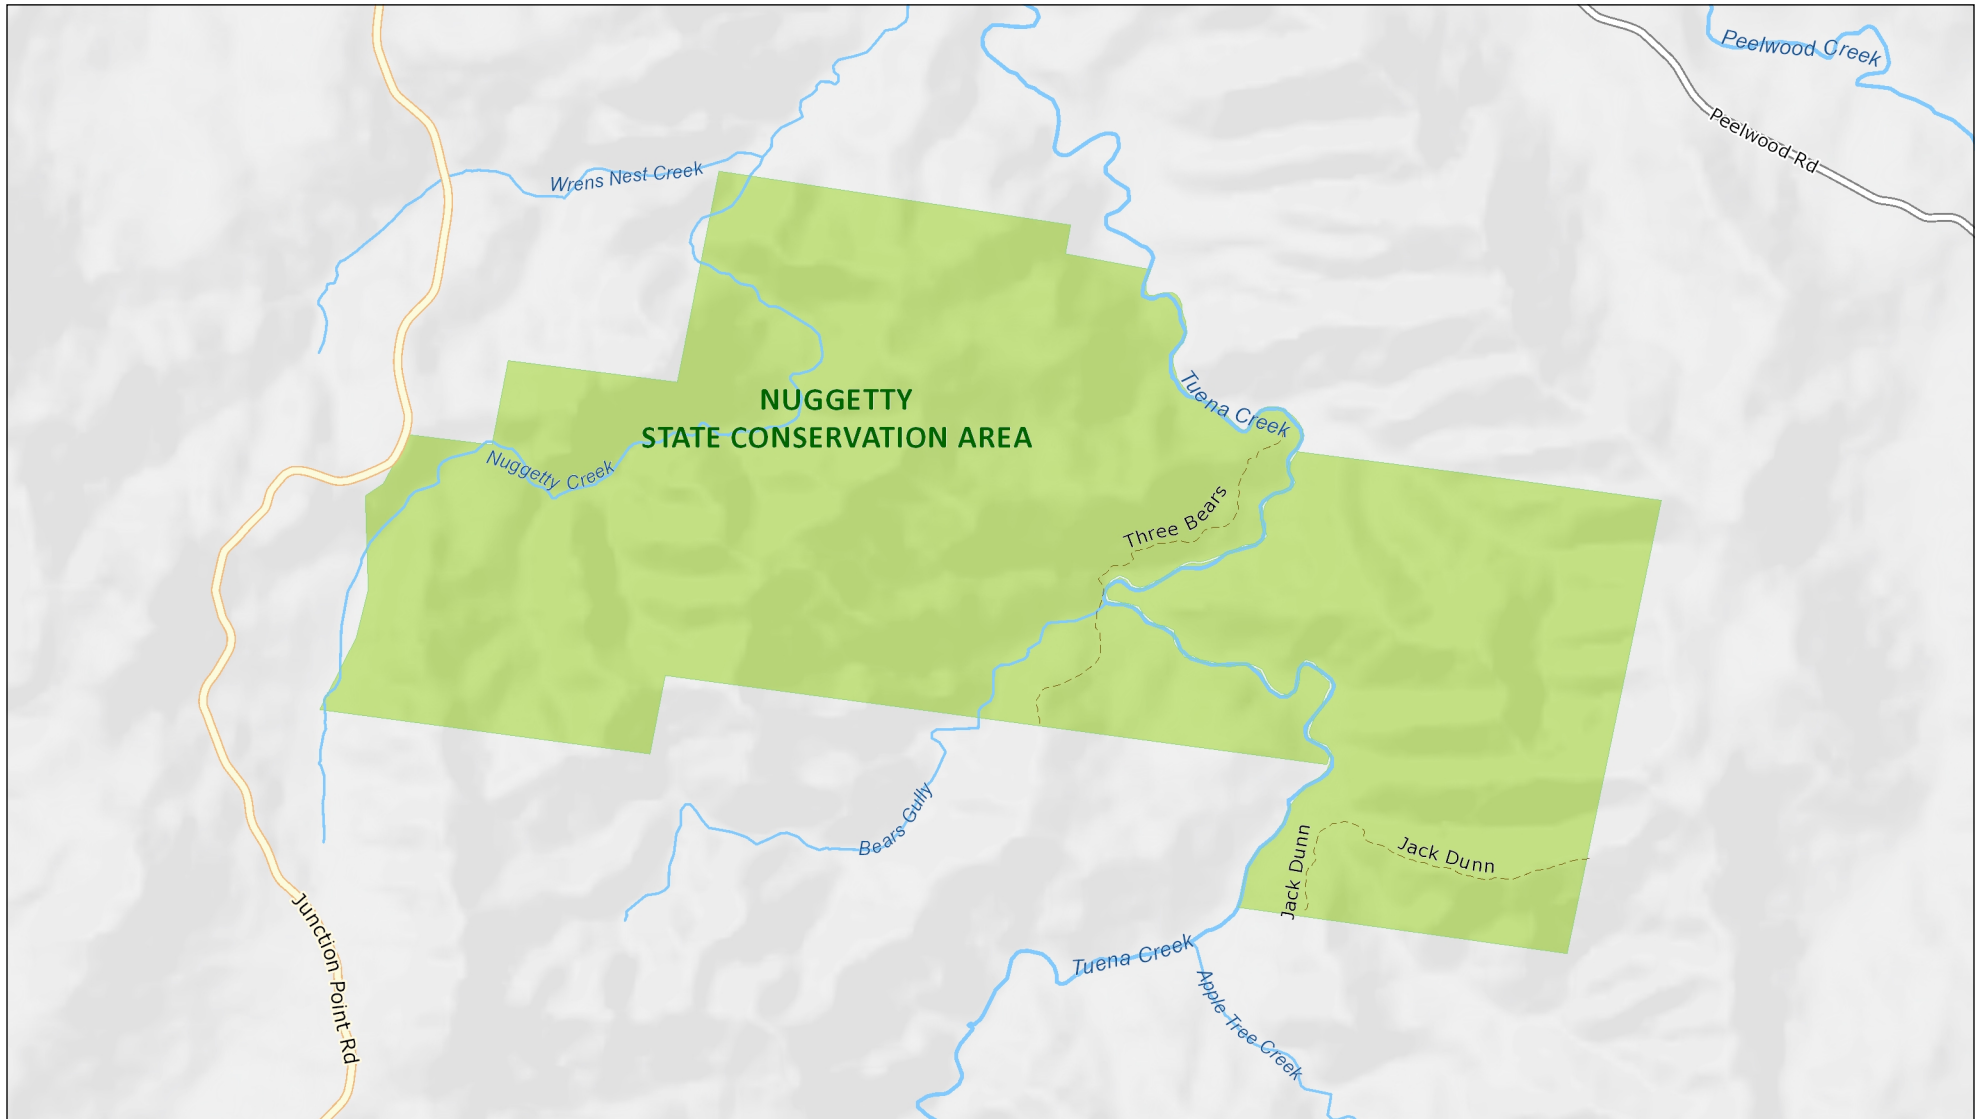 Peelwood Creek
Peelwood Rd
Wrens Nest Creek
Tuena Creek
NUGGETTY
STATE CONSERVATION AREA
Nuggetty Creek
Three Bears
Bears Gully
Jack Dunn
Jack Dunn
Junction Point Rd
Tuena Creek
Apple Tree Creek